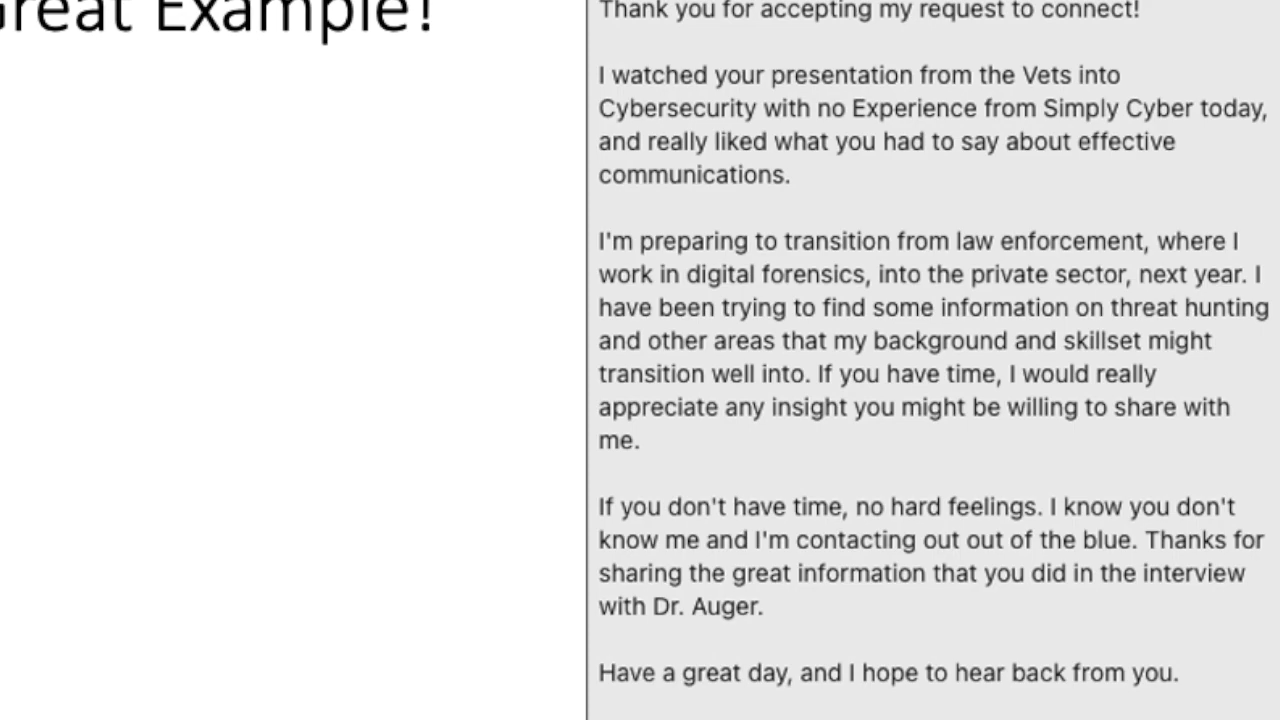 Great Example!
Thank you for accepting my request to connect!
I watched your presentation from the Vets into
Cybersecurity with no Experience from Simply Cyber today,
and really liked what you had to say about effective
communications.
I'm preparing to transition from law enforcement, where I
work in digital forensics, into the private sector, next year. I
have been trying to find some information on threat hunting
and other areas that my background and skillset might
transition well into. If you have time, I would really
appreciate any insight you might be willing to share with
me.
If you don't have time, no hard feelings. I know you don't
know me and I'm contacting out out of the blue. Thanks for
sharing the great information that you did in the interview
with Dr. Auger.
Have a great day, and I hope to hear back from you.